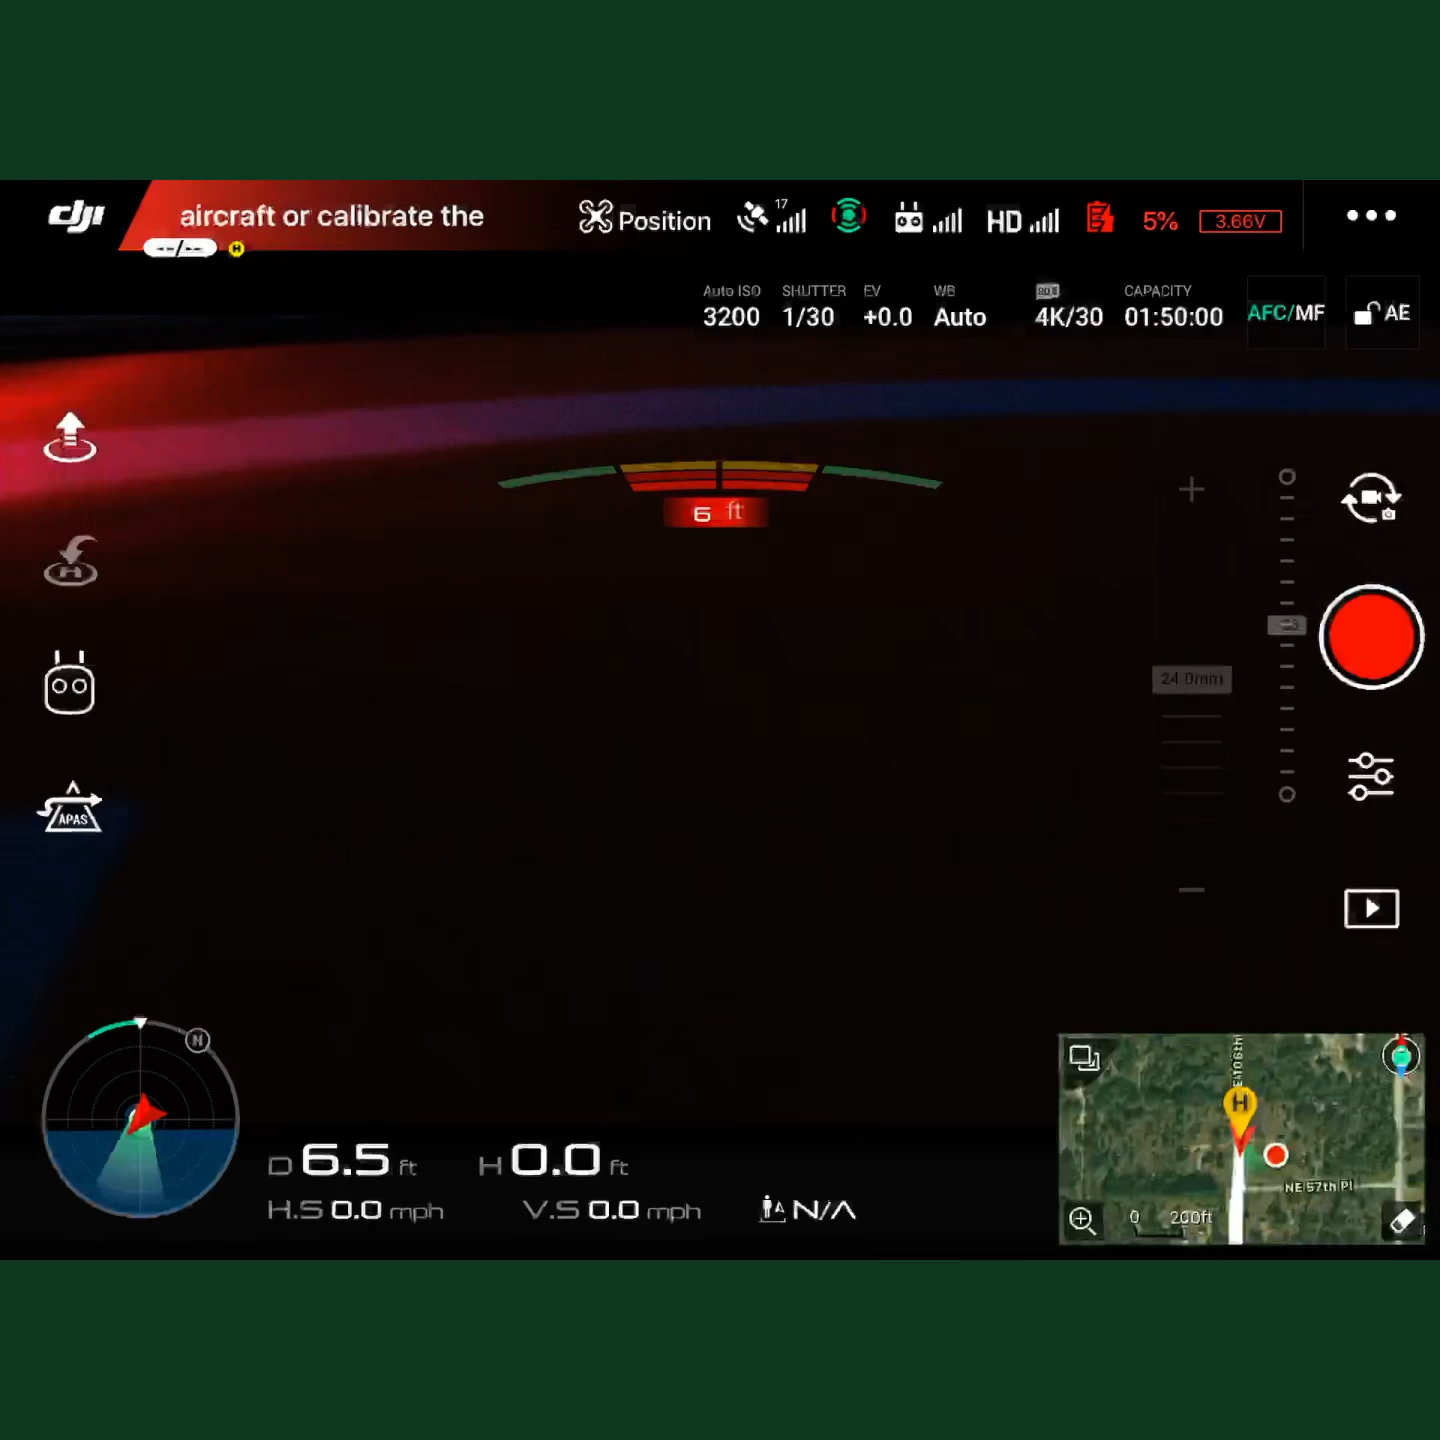 dji
aircraft or calibrate the
Position
17
HD
5%
3.66V
--/--
H
Auto ISO
3200
SHUTTER
1/30
EV
+0.0
WB
Auto
4K/30
CAPACITY
01:50:00
AFC/MF
AE
6 ft
24.0mm
APAS
N
D 6.5 ft
H 0.0 ft
H.S 0.0 mph
V.S 0.0 mph
N/A
H
NE 57th Pl
0 200ft